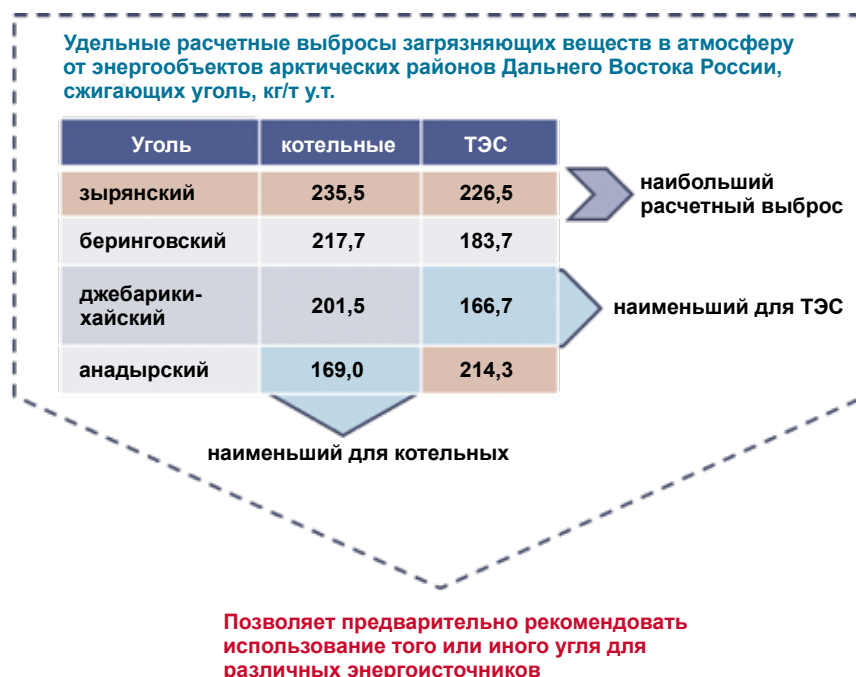 Удельные расчетные выбросы загрязняющих веществ в атмосферу
от энергообъектов арктических районов Дальнего Востока России,
сжигающих уголь, кг/т у.т.
Уголь котельные ТЭС
зырянский 235,5 226,5
наибольший
расчетный выброс
беринговский 217,7 183,7
джебарики-
хайский 201,5 166,7
наименьший для ТЭС
анадырский 169,0 214,3
наименьший для котельных
Позволяет предварительно рекомендовать
использование того или иного угля для
различных энергоисточников